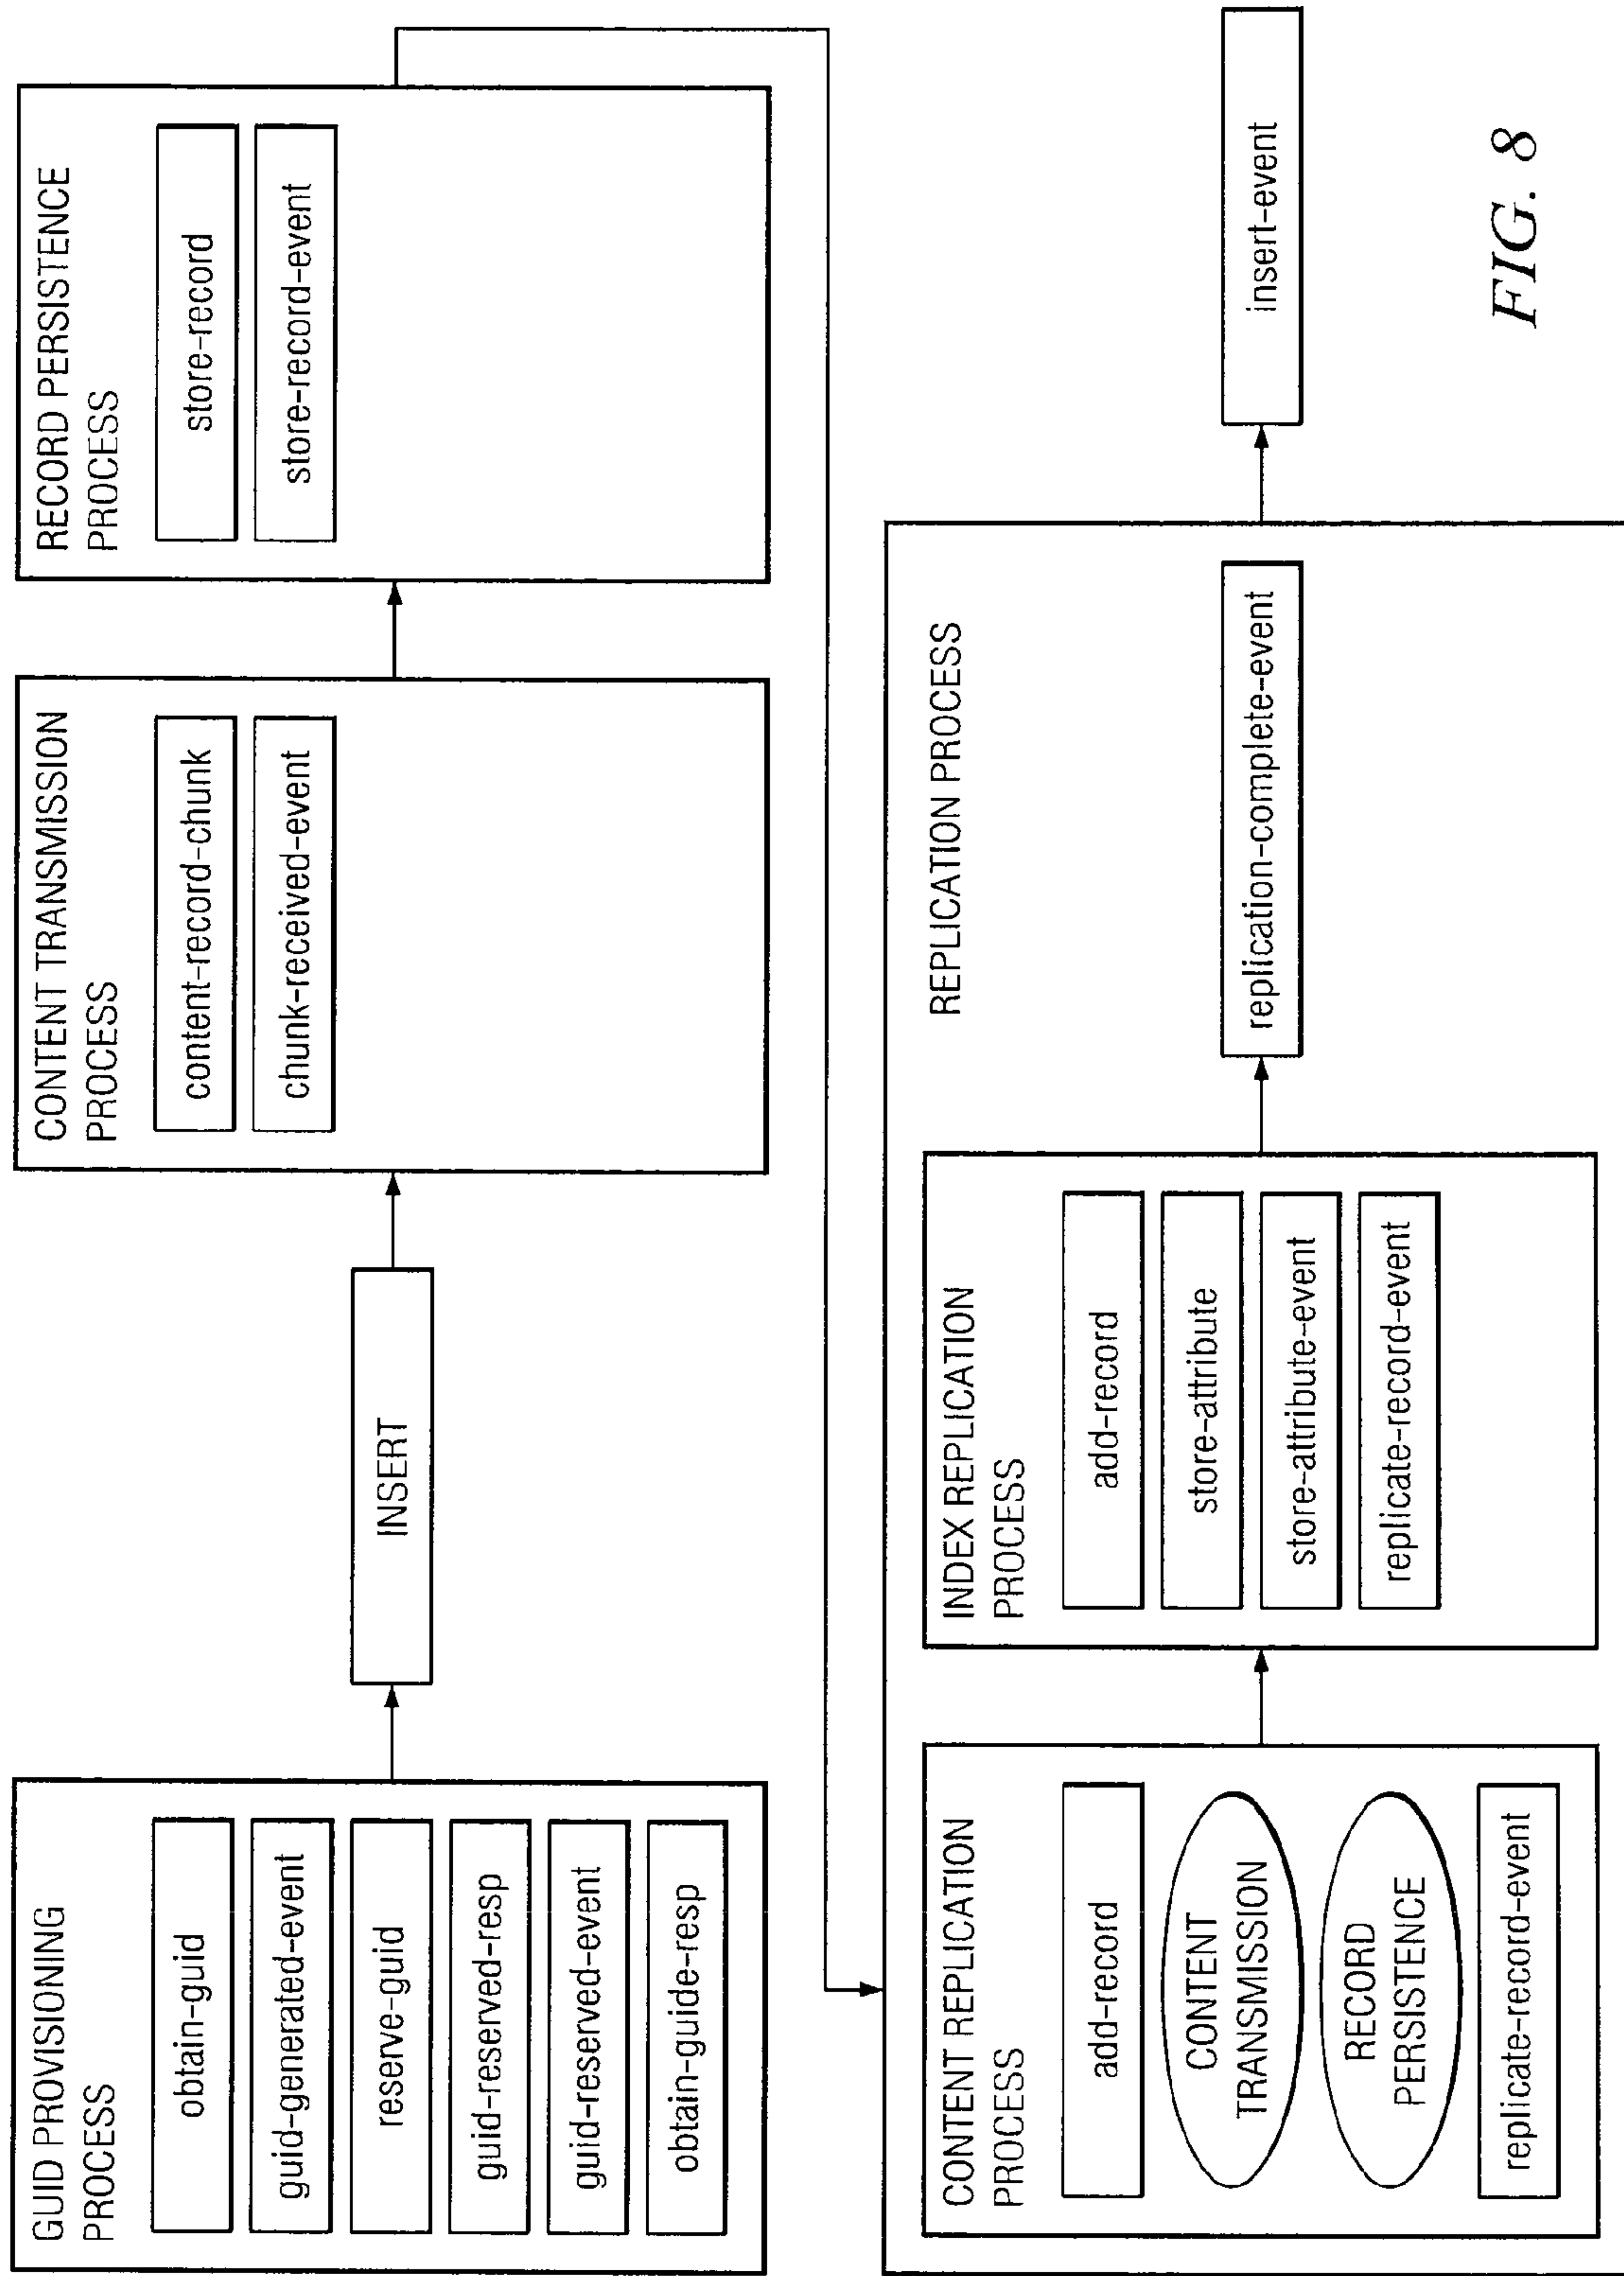 GUID PROVISIONING
PROCESS
obtain-guid
guid-generated-event
reserve-guid
guid-reserved-resp
guid-reserved-event
obtain-guide-resp
INSERT
CONTENT TRANSMISSION
PROCESS
content-record-chunk
chunk-received-event
RECORD PERSISTENCE
PROCESS
store-record
store-record-event
REPLICATION PROCESS
CONTENT REPLICATION
PROCESS
add-record
CONTENT
TRANSMISSION
RECORD
PERSISTENCE
replicate-record-event
INDEX REPLICATION
PROCESS
add-record
store-attribute
store-attribute-event
replicate-record-event
replication-complete-event
insert-event
FIG. 8